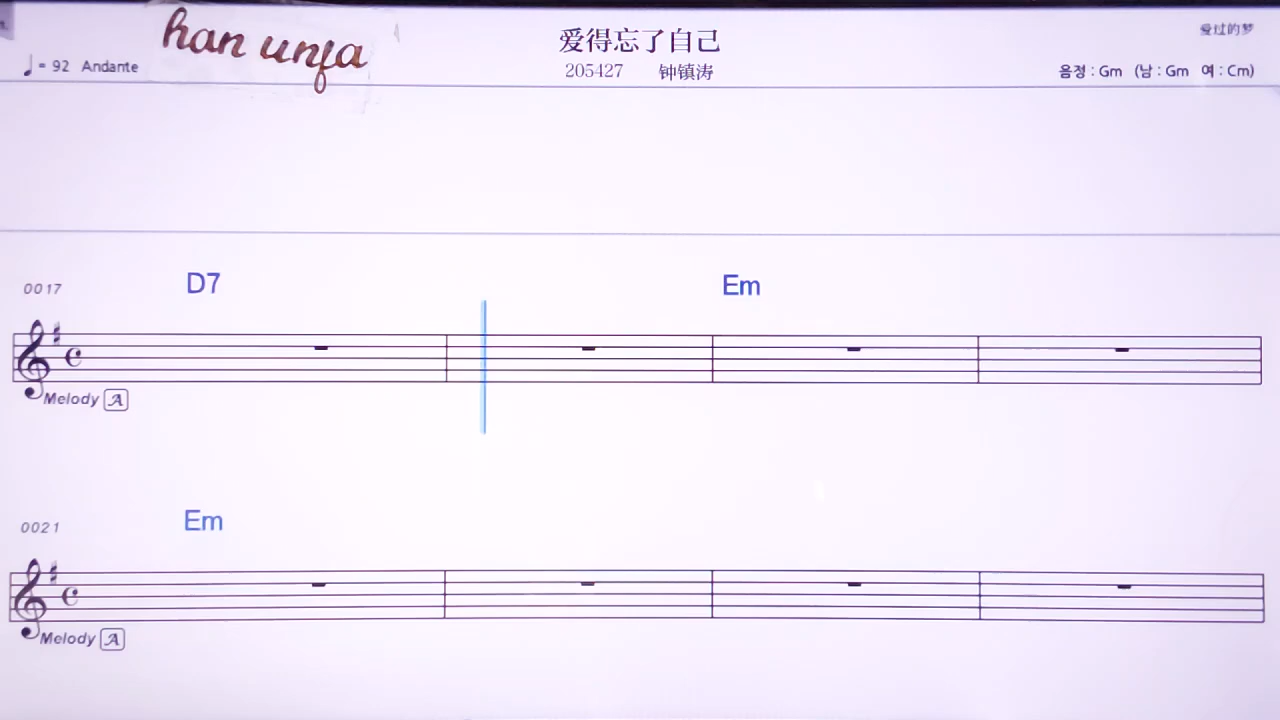 han unfa
爱得忘了自己
爱过的梦
♩ = 92 Andante
205427 钟镇涛
음정 : Gm (남 : Gm 여 : Cm)
0017 D7 Em
Melody A
0021 Em
Melody A